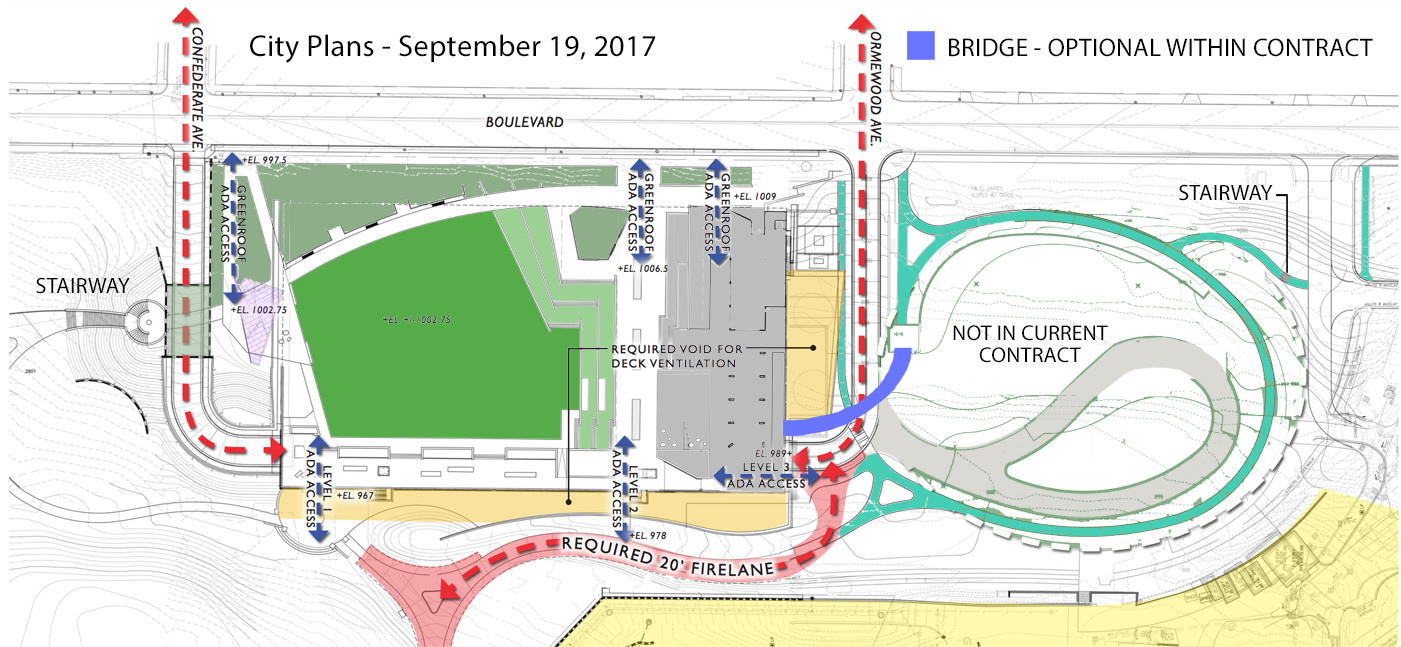 City Plans - September 19, 2017
BRIDGE - OPTIONAL WITHIN CONTRACT
CONFEDERATE AVE.
ORMEWOOD AVE.
BOULEVARD
+EL. 997.5
GREENROOF
ADA ACCESS
GREENROOF
ADA ACCESS
GREENROOF
ADA ACCESS
+EL. 1009
STAIRWAY
+EL. 1006.5
STAIRWAY
+EL. 1002.75
+EL. +/-1002.75
NOT IN CURRENT
CONTRACT
REQUIRED VOID FOR
DECK VENTILATION
EL. 989+
LEVEL 3
ADA ACCESS
LEVEL 1
ADA ACCESS
+EL. 967
LEVEL 2
ADA ACCESS
+EL. 978
REQUIRED 20' FIRELANE